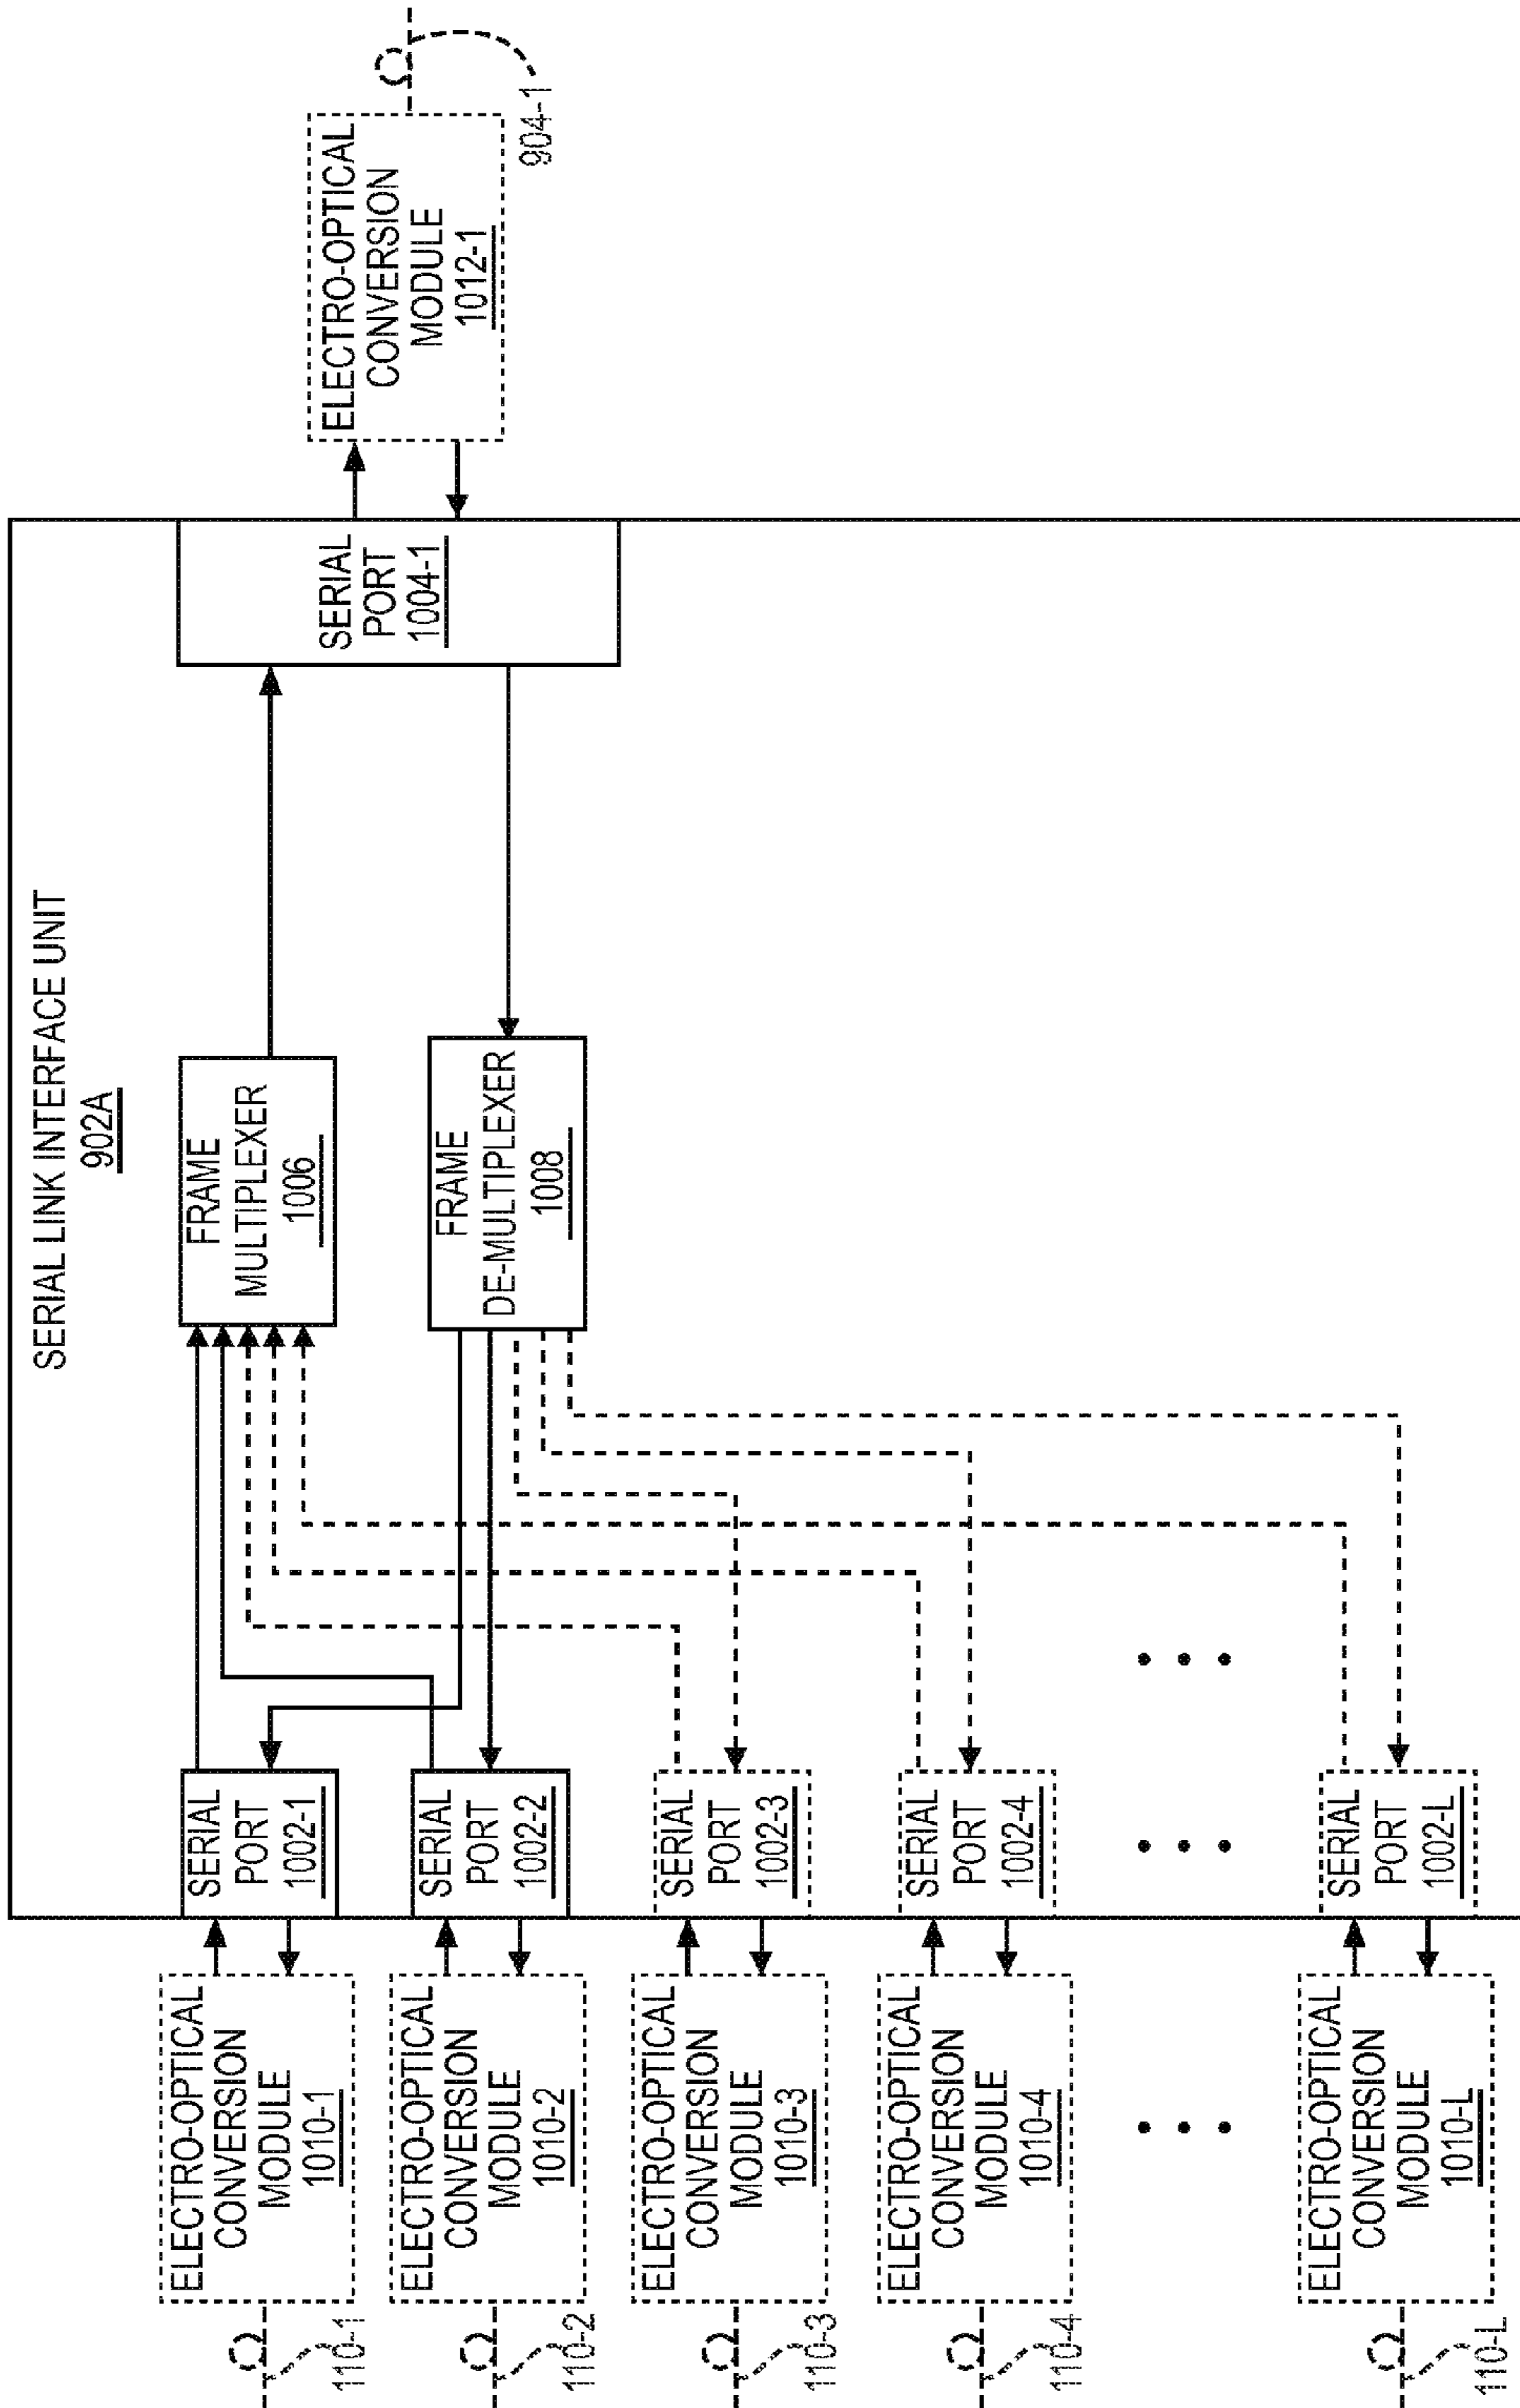 SERIAL LINK INTERFACE UNIT
902A
ELECTRO-OPTICAL
CONVERSION
MODULE
1010-1
110-1
SERIAL
PORT
1002-1
FRAME
MULTIPLEXER
1006
SERIAL
PORT
1004-1
ELECTRO-OPTICAL
CONVERSION
MODULE
1012-1
904-1
ELECTRO-OPTICAL
CONVERSION
MODULE
1010-2
110-2
SERIAL
PORT
1002-2
FRAME
DE-MULTIPLEXER
1008
ELECTRO-OPTICAL
CONVERSION
MODULE
1010-3
110-3
SERIAL
PORT
1002-3
ELECTRO-OPTICAL
CONVERSION
MODULE
1010-4
110-4
SERIAL
PORT
1002-4
ELECTRO-OPTICAL
CONVERSION
MODULE
1010-L
110-L
SERIAL
PORT
1002-L